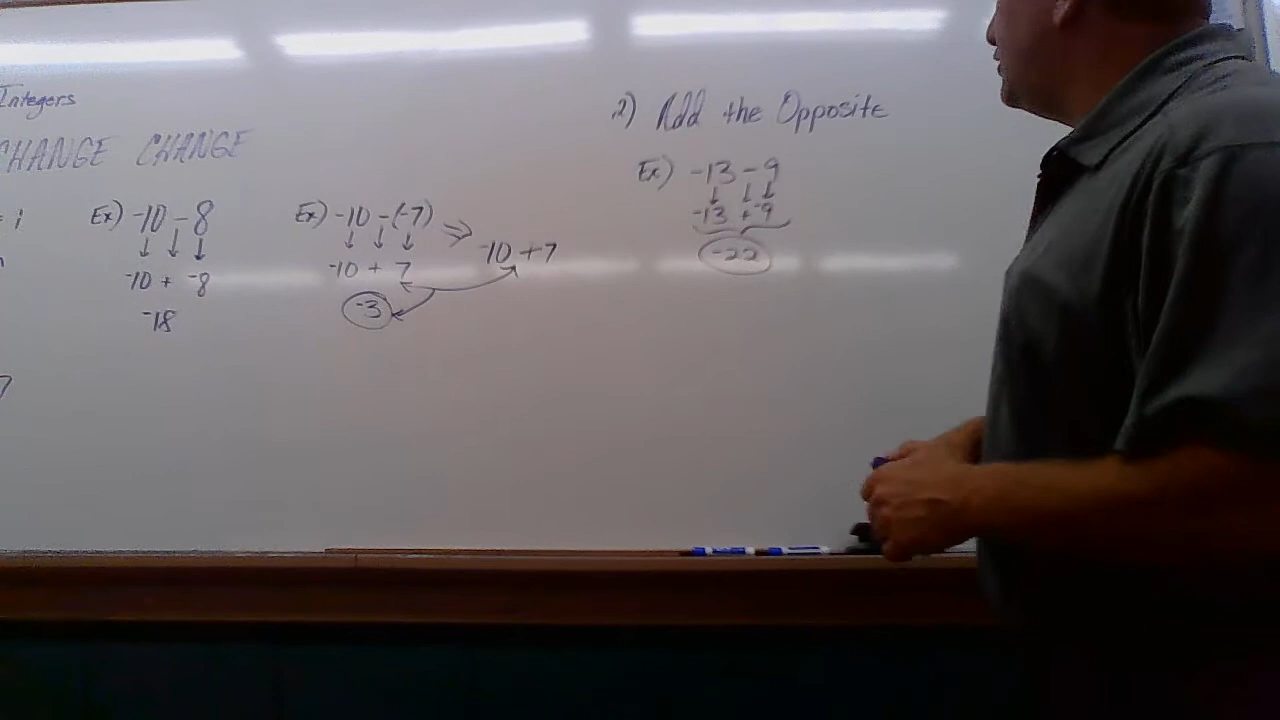 Integers
CHANGE CHANGE
= 1
Ex) -10 - 8
-10 + -8
-18
Ex) -10 - (-7)
-10 + 7
-10 + 7
-3
2) Add the Opposite
Ex) -13 - 9
-13 + -9
-22